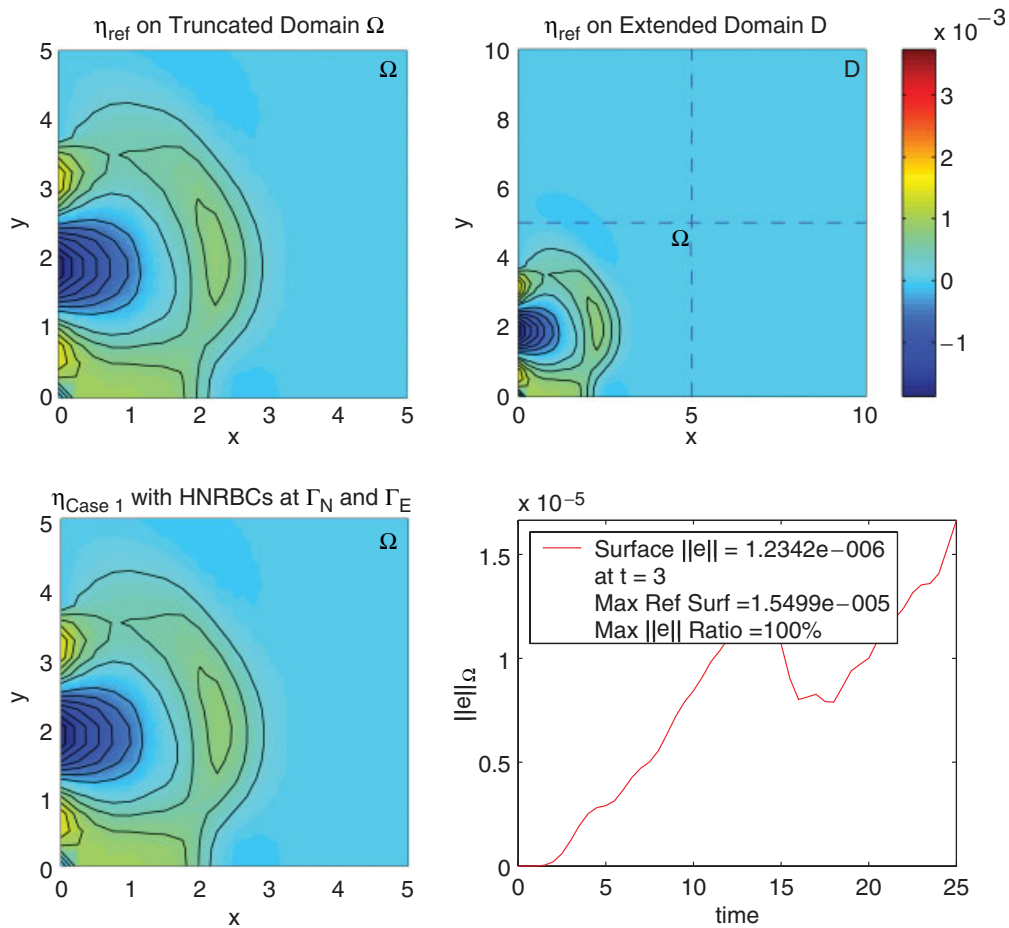 η_ref on Truncated Domain Ω
5
4
3
2
1
0
y
Ω
0 1 2 3 4 5
x
η_ref on Extended Domain D
10
8
6
4
2
0
y
D
Ω
0 5 10
x
x 10^−3
3
2
1
0
−1
η_Case 1 with HNRBCs at Γ_N and Γ_E
5
4
3
2
1
0
y
Ω
0 1 2 3 4 5
x
x 10^−5
1.5
1
0.5
0
||e||_Ω
Surface ||e|| = 1.2342e−006
at t = 3
Max Ref Surf =1.5499e−005
Max ||e|| Ratio =100%
0 5 10 15 20 25
time